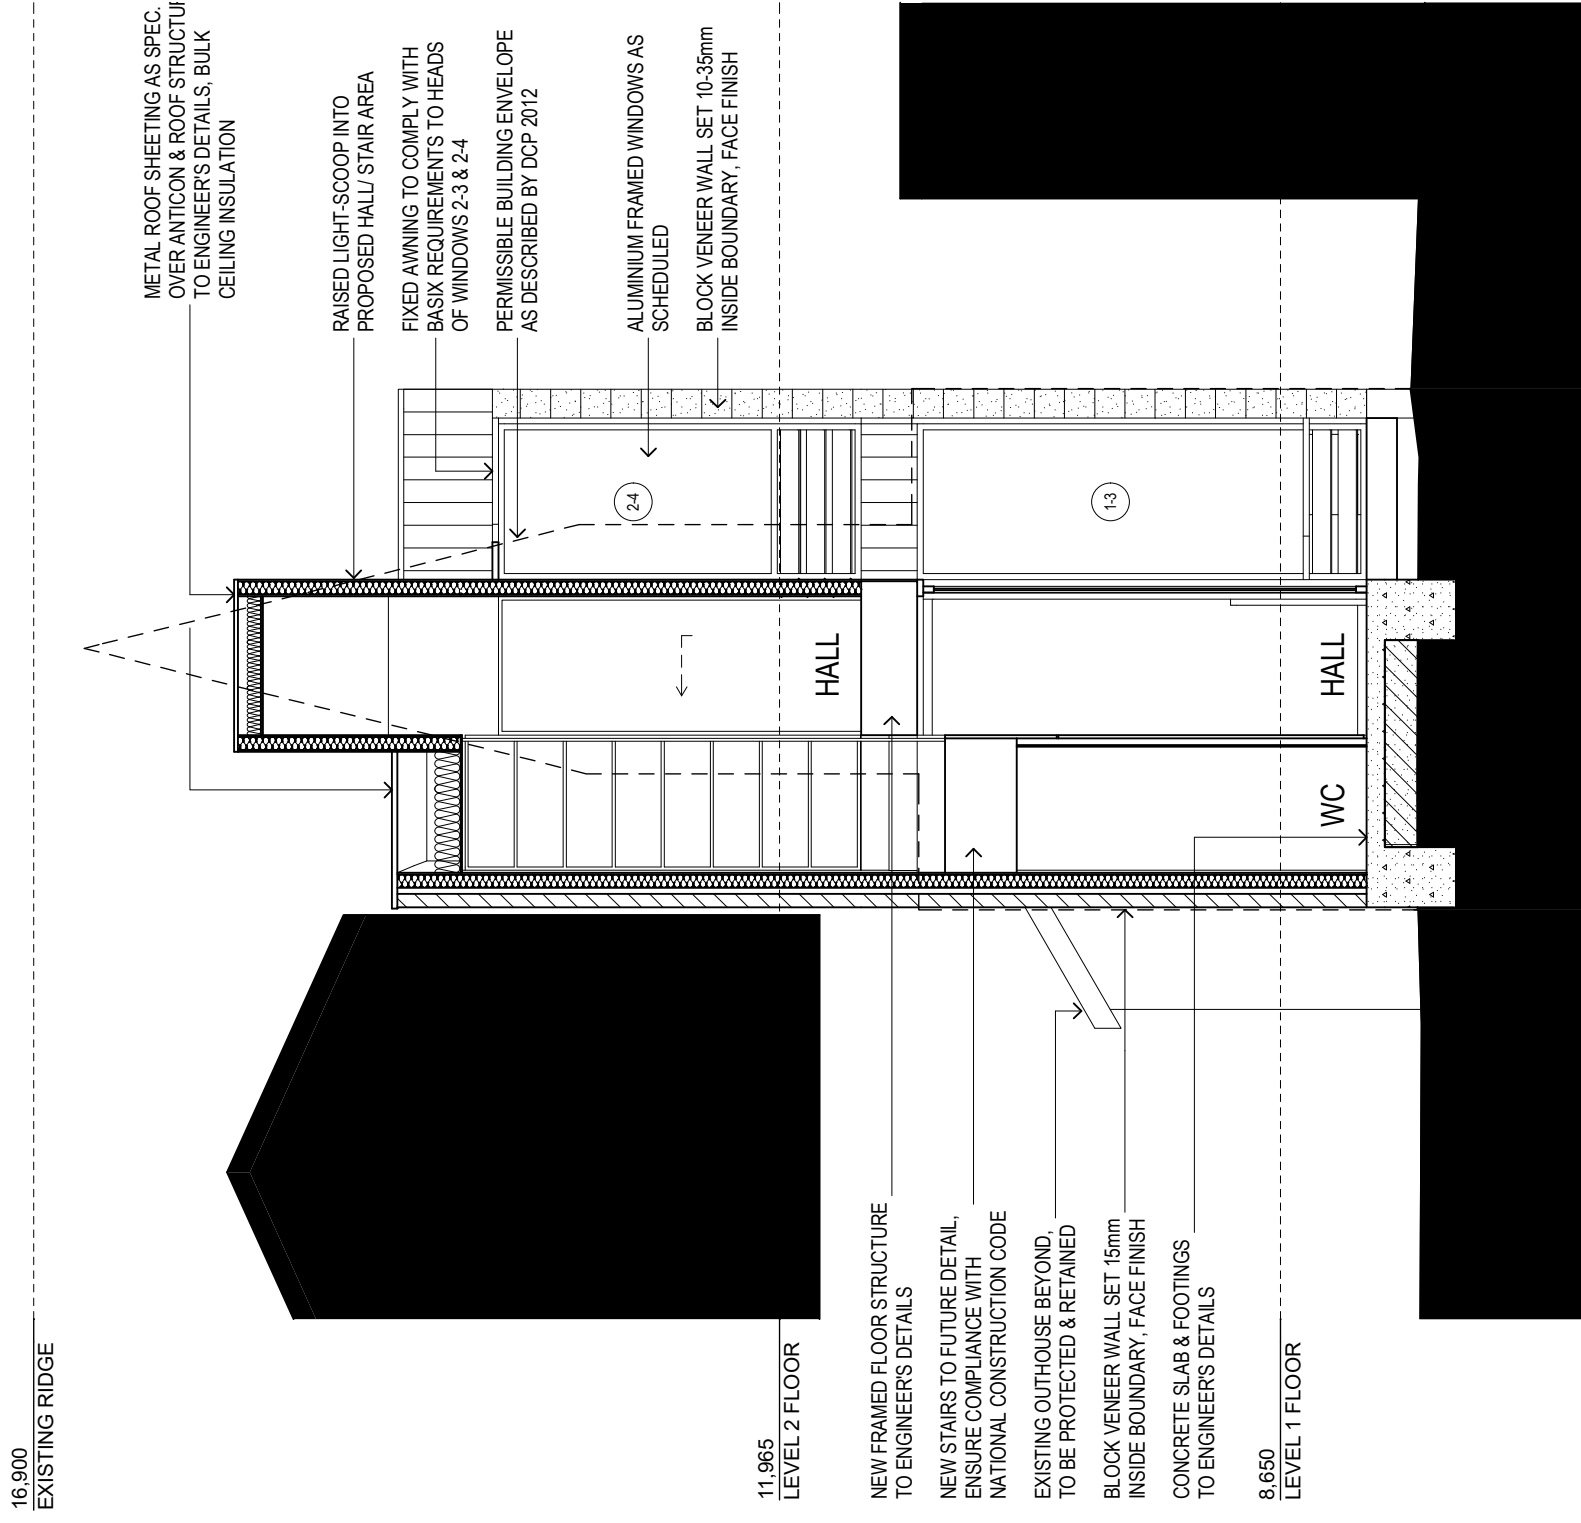 METAL ROOF SHEETING AS SPEC.
OVER ANTICON & ROOF STRUCTUR
TO ENGINEER'S DETAILS, BULK
CEILING INSULATION
RAISED LIGHT-SCOOP INTO
PROPOSED HALL/ STAIR AREA
FIXED AWNING TO COMPLY WITH
BASIX REQUIREMENTS TO HEADS
OF WINDOWS 2-3 & 2-4
PERMISSIBLE BUILDING ENVELOPE
AS DESCRIBED BY DCP 2012
ALUMINIUM FRAMED WINDOWS AS
SCHEDULED
BLOCK VENEER WALL SET 10-35mm
INSIDE BOUNDARY, FACE FINISH
2-4
1-3
HALL
HALL
WC
16,900
EXISTING RIDGE
11,965
LEVEL 2 FLOOR
NEW FRAMED FLOOR STRUCTURE
TO ENGINEER'S DETAILS
NEW STAIRS TO FUTURE DETAIL,
ENSURE COMPLIANCE WITH
NATIONAL CONSTRUCTION CODE
EXISTING OUTHOUSE BEYOND,
TO BE PROTECTED & RETAINED
BLOCK VENEER WALL SET 15mm
INSIDE BOUNDARY, FACE FINISH
CONCRETE SLAB & FOOTINGS
TO ENGINEER'S DETAILS
8,650
LEVEL 1 FLOOR